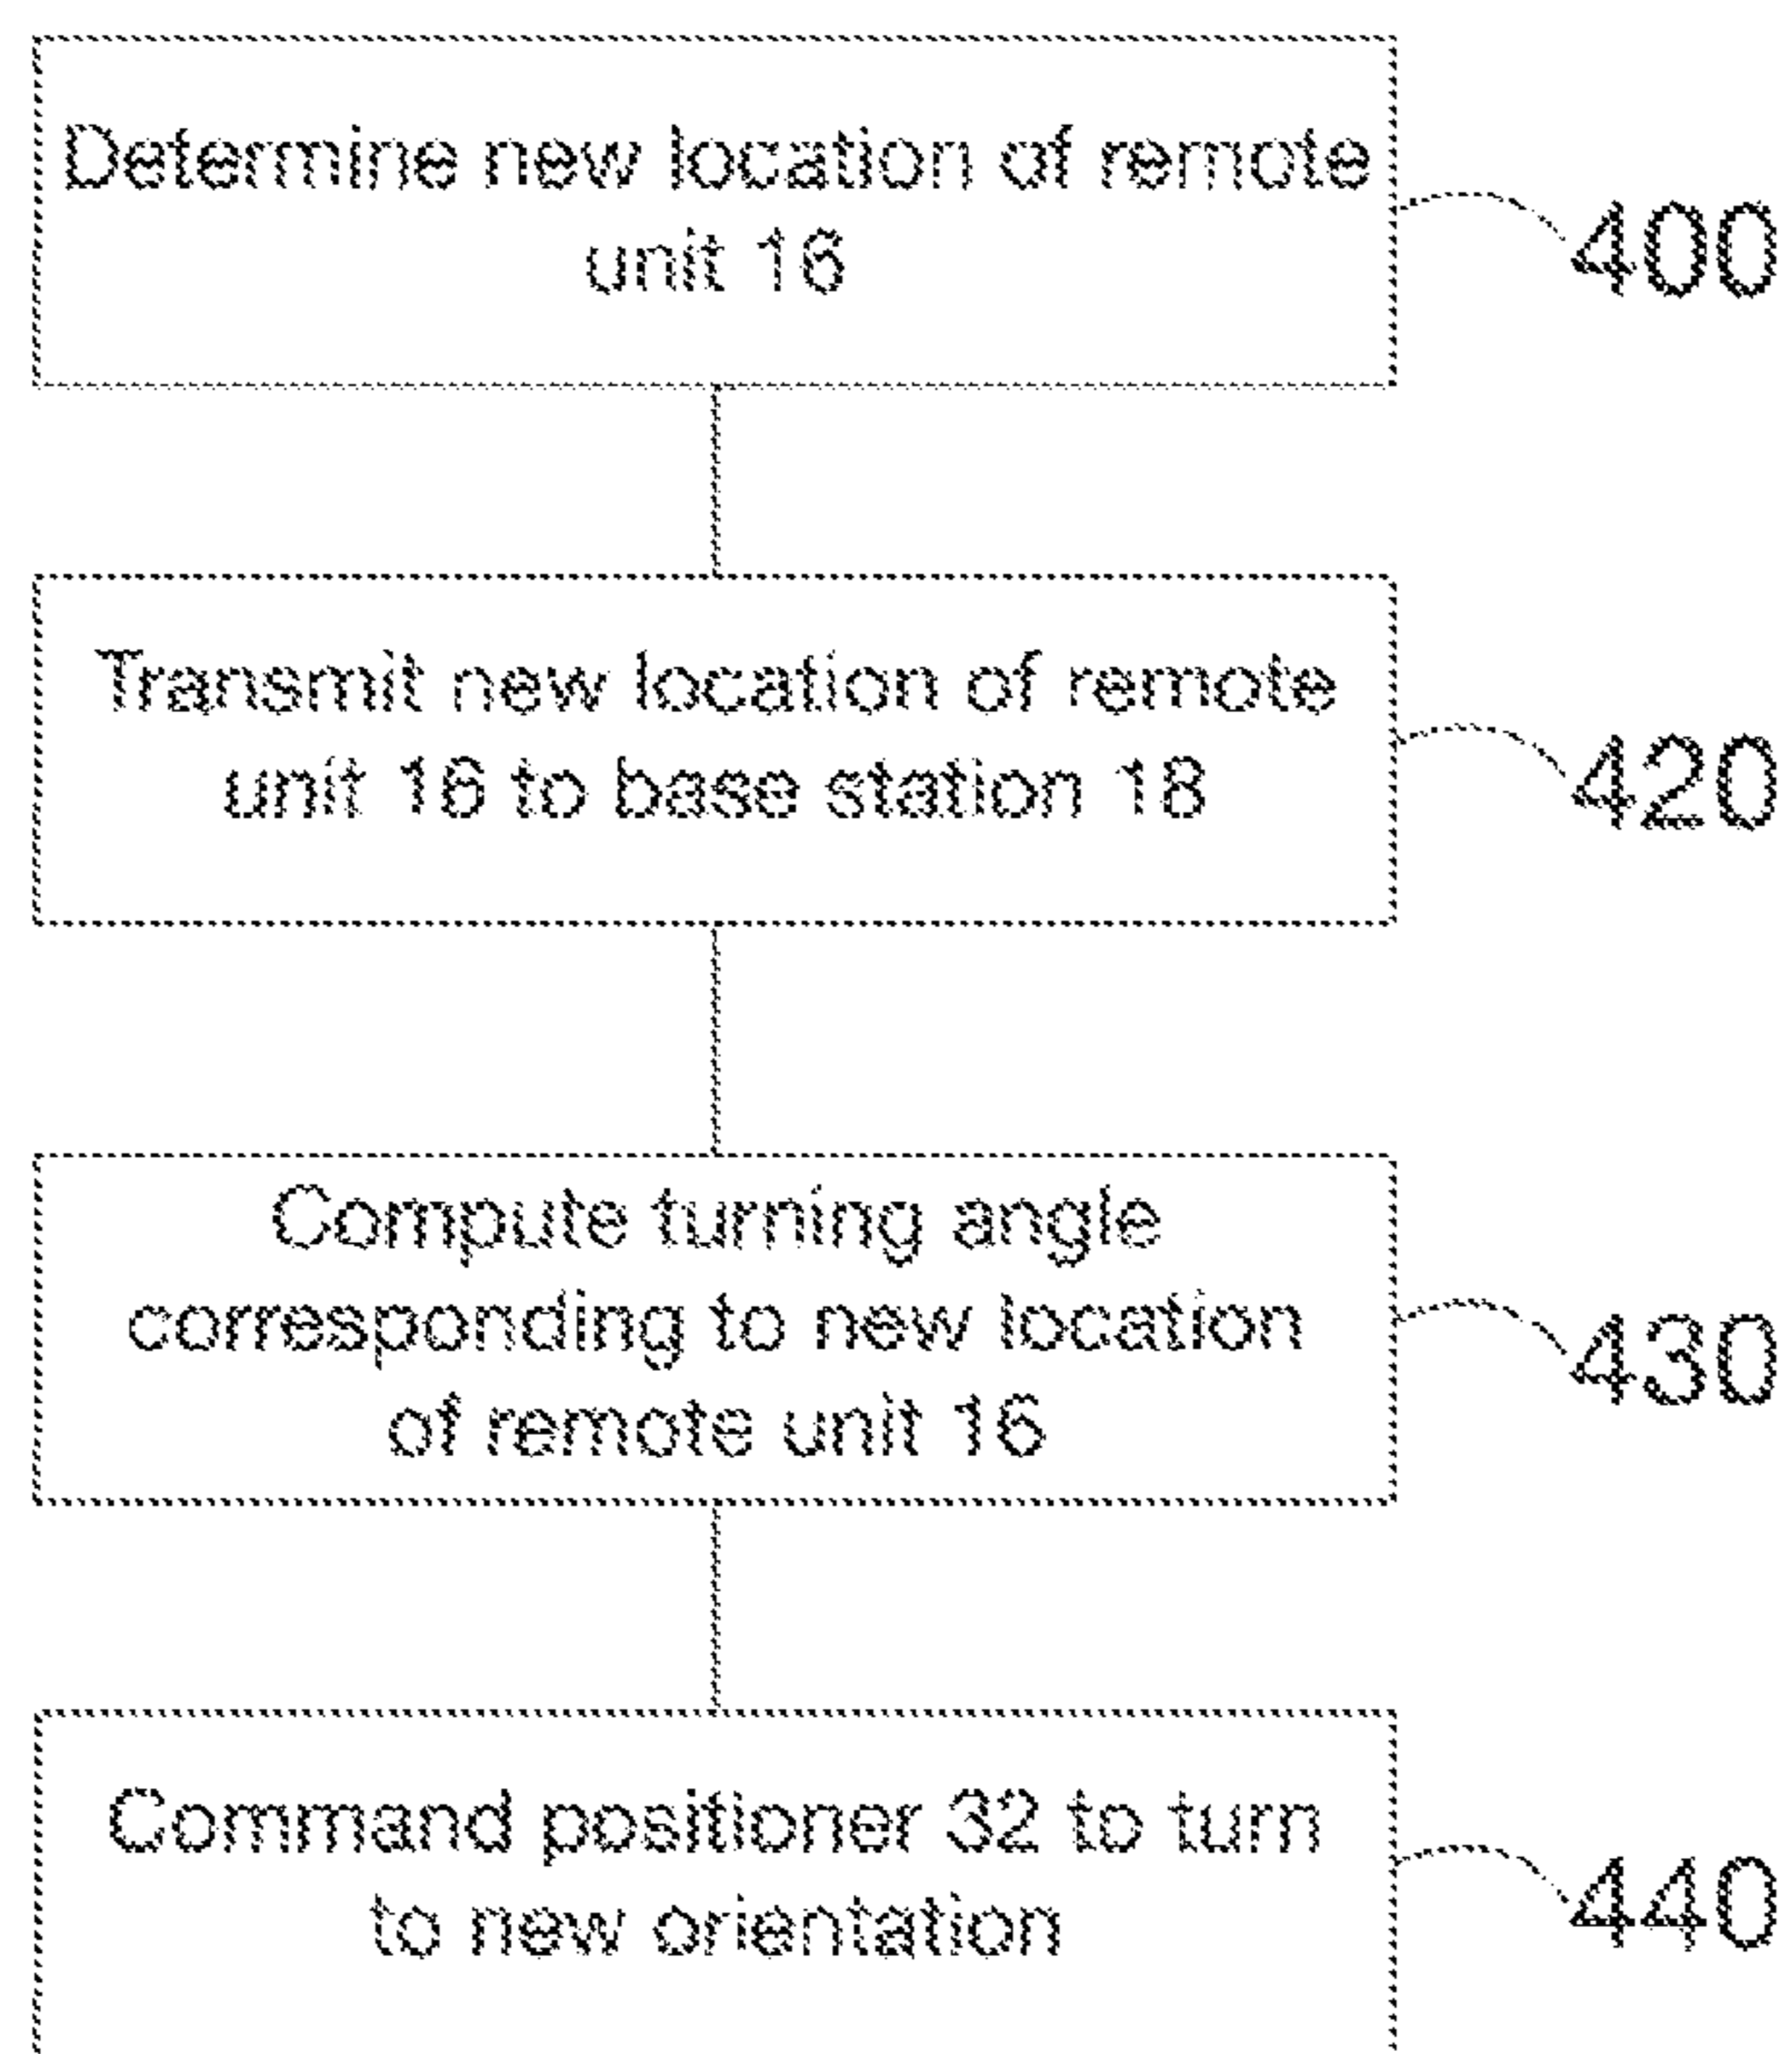 Determine new location of remote
unit 16
400
Transmit new location of remote
unit 16 to base station 18
420
Compute turning angle
corresponding to new location
of remote unit 16
430
Command positioner 32 to turn
to new orientation
440